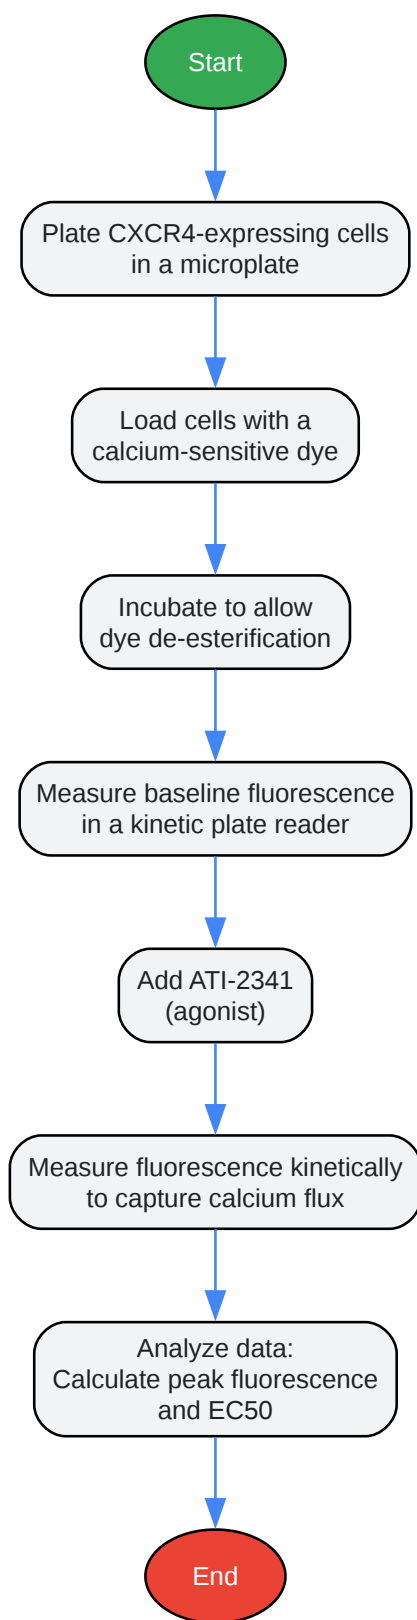 Start
Plate CXCR4-expressing cells
in a microplate
Load cells with a
calcium-sensitive dye
Incubate to allow
dye de-esterification
Measure baseline fluorescence
in a kinetic plate reader
Add ATI-2341
(agonist)
Measure fluorescence kinetically
to capture calcium flux
Analyze data:
Calculate peak fluorescence
and EC50
End